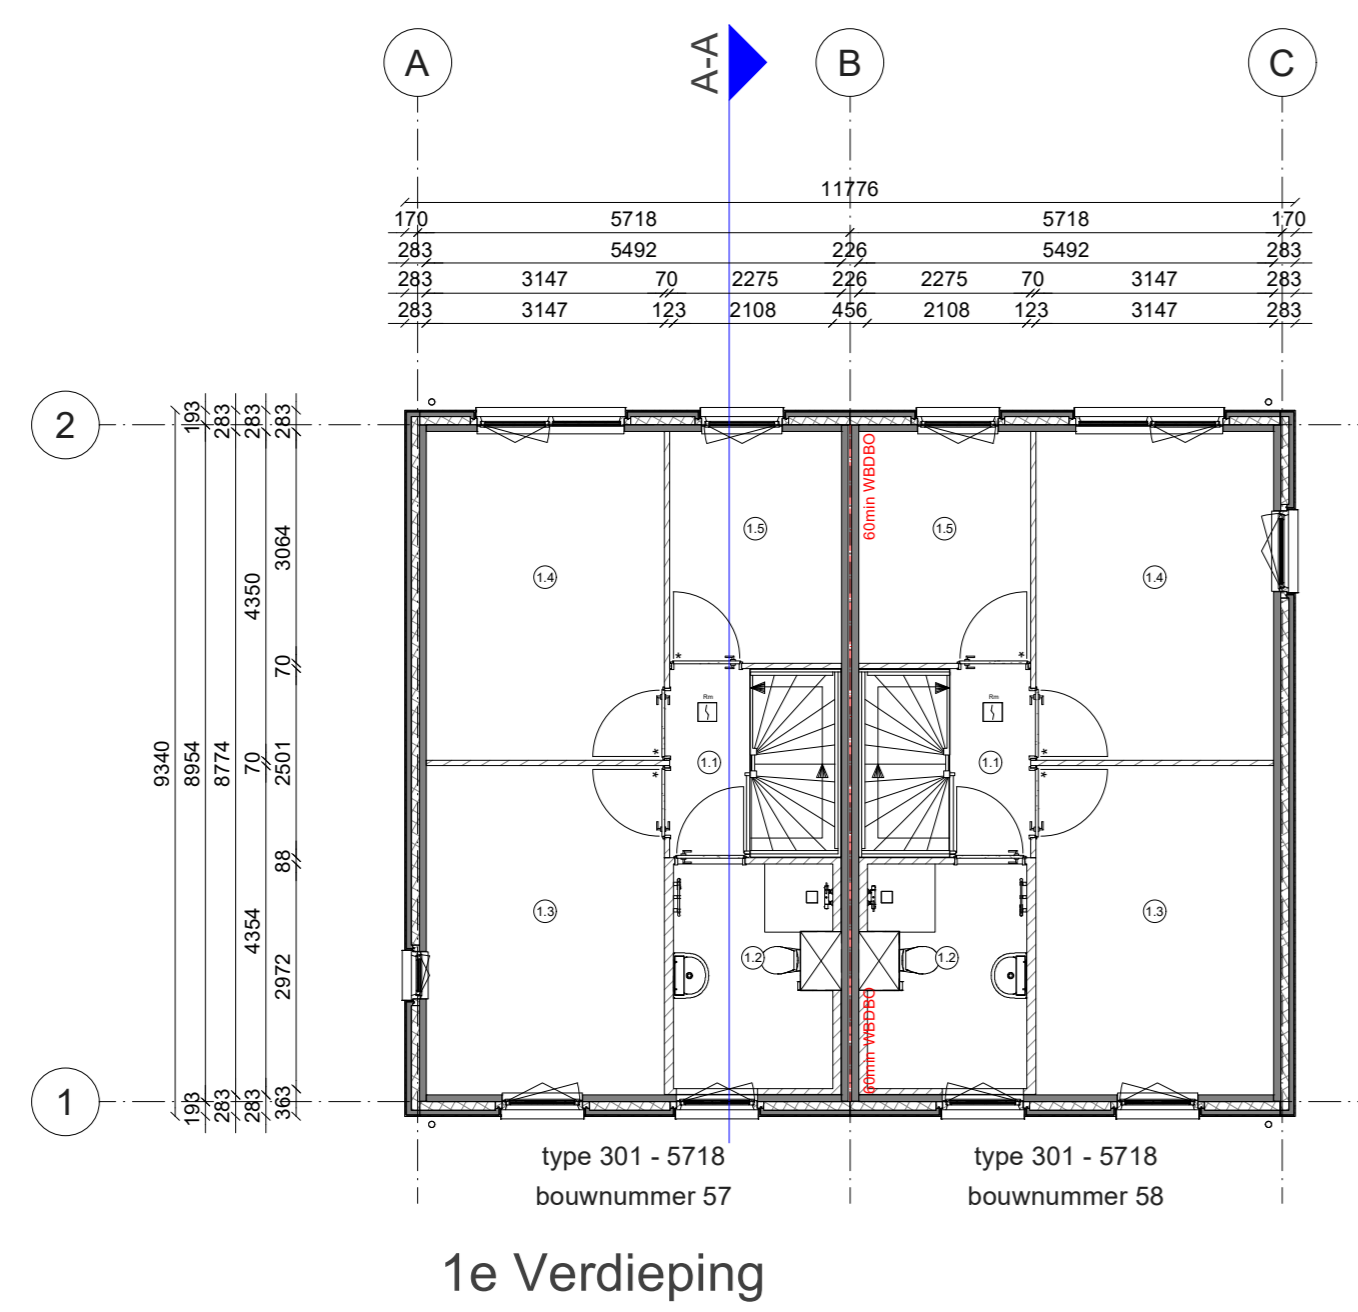 A
A-A
B
C
11776
170 5718 5718 170
283 5492 226 5492 283
283 3147 70 2275 226 2275 70 3147 283
283 3147 123 2108 456 2108 123 3147 283
2
1
9340
193 8954 193
283 8774 283
283 4350 70 4354 283
283 3064 70 2501 88 2972 363
60min WBDBO
1.5
1.5
1.4
1.4
*
*
Rm
Rm
*
*
1.1
1.1
*
*
1.3
1.3
1.2
1.2
60min WBDBO
type 301 - 5718
bouwnummer 57
type 301 - 5718
bouwnummer 58
1e Verdieping